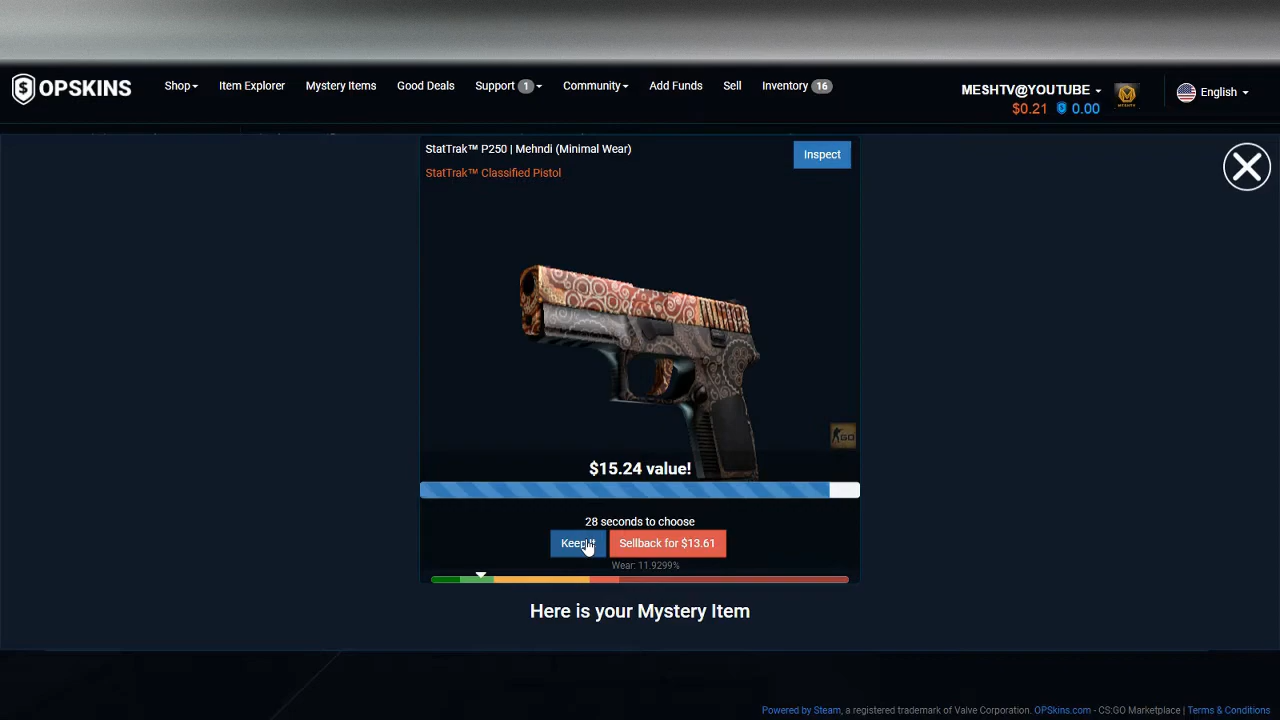 OPSKINS
Shop
Item Explorer
Mystery Items
Good Deals
Support 1
Community
Add Funds
Sell
Inventory 16
MESHTV@YOUTUBE
$0.21 0.00
English
StatTrak™ P250 | Mehndi (Minimal Wear)
StatTrak™ Classified Pistol
Inspect
$15.24 value!
28 seconds to choose
Keep It
Sellback for $13.61
Wear: 11.9299%
Here is your Mystery Item
Powered by Steam, a registered trademark of Valve Corporation. OPSkins.com - CS:GO Marketplace | Terms & Conditions